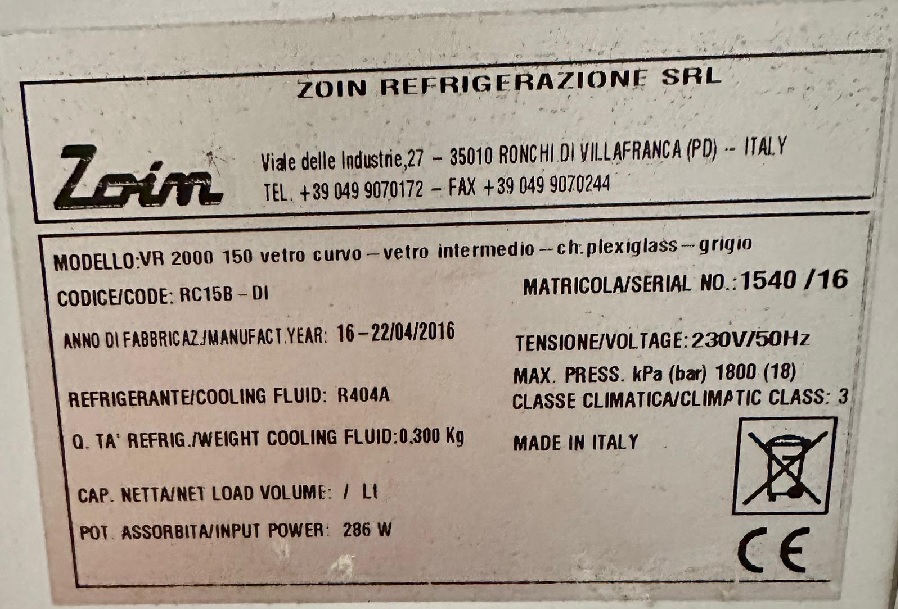 ZOIN REFRIGERAZIONE SRL
Zoin
Viale delle Industrie,27 – 35010 RONCHI DI VILLAFRANCA (PD) -- ITALY
TEL. +39 049 9070172 – FAX +39 049 9070244
MODELLO:VR 2000 150 vetro curvo – vetro intermedio – ch.plexiglass – grigio
CODICE/CODE: RC15B – DI
MATRICOLA/SERIAL NO.: 1540 /16
ANNO DI FABBRICAZ./MANUFACT.YEAR: 16 – 22/04/2016
TENSIONE/VOLTAGE: 230V/50Hz
MAX. PRESS. kPa (bar) 1800 (18)
REFRIGERANTE/COOLING FLUID: R404A
CLASSE CLIMATICA/CLIMATIC CLASS: 3
Q. TA' REFRIG./WEIGHT COOLING FLUID:0,300 Kg
MADE IN ITALY
CAP. NETTA/NET LOAD VOLUME: / Lt
POT. ASSORBITA/INPUT POWER: 286 W
CE